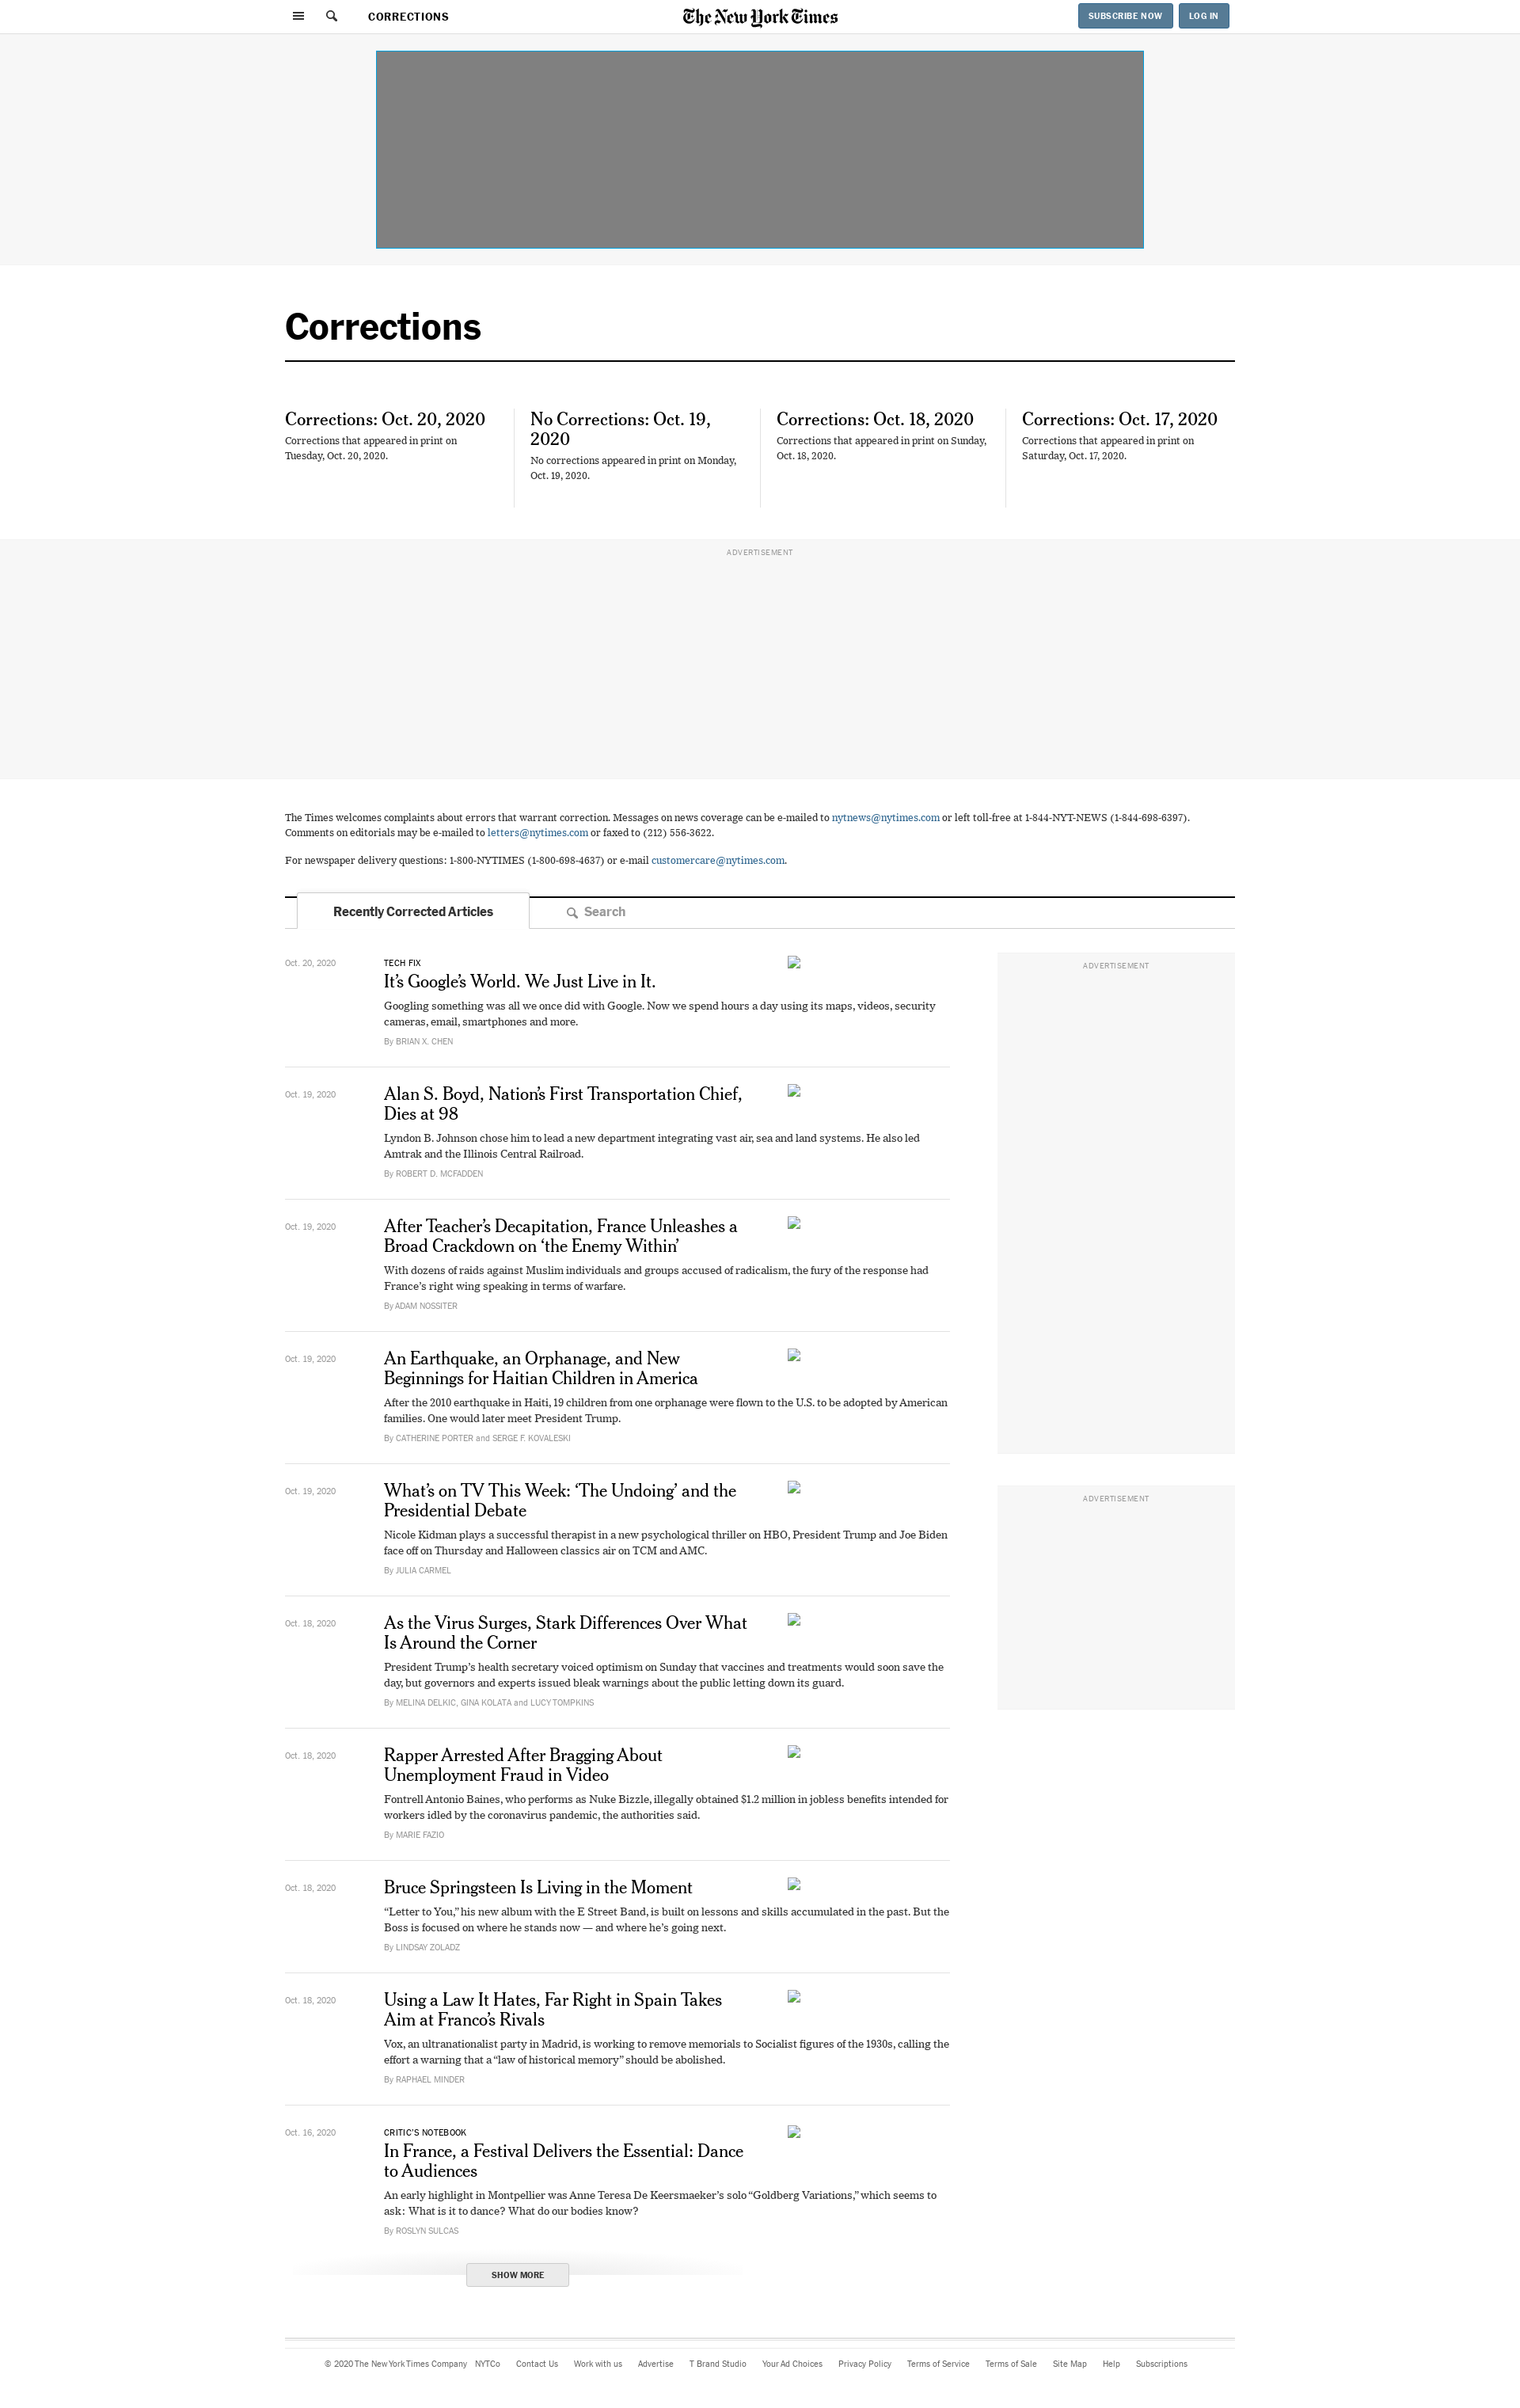 CORRECTIONS
The New York Times
SUBSCRIBE NOW
LOG IN
Corrections
Corrections: Oct. 20, 2020
Corrections that appeared in print on
Tuesday, Oct. 20, 2020.
No Corrections: Oct. 19,
2020
No corrections appeared in print on Monday,
Oct. 19, 2020.
Corrections: Oct. 18, 2020
Corrections that appeared in print on Sunday,
Oct. 18, 2020.
Corrections: Oct. 17, 2020
Corrections that appeared in print on
Saturday, Oct. 17, 2020.
ADVERTISEMENT
The Times welcomes complaints about errors that warrant correction. Messages on news coverage can be e-mailed to nytnews@nytimes.com or left toll-free at 1-844-NYT-NEWS (1-844-698-6397).
Comments on editorials may be e-mailed to letters@nytimes.com or faxed to (212) 556-3622.
For newspaper delivery questions: 1-800-NYTIMES (1-800-698-4637) or e-mail customercare@nytimes.com.
Recently Corrected Articles
Search
Oct. 20, 2020
TECH FIX
It’s Google’s World. We Just Live in It.
Googling something was all we once did with Google. Now we spend hours a day using its maps, videos, security
cameras, email, smartphones and more.
By BRIAN X. CHEN
ADVERTISEMENT
Oct. 19, 2020
Alan S. Boyd, Nation’s First Transportation Chief,
Dies at 98
Lyndon B. Johnson chose him to lead a new department integrating vast air, sea and land systems. He also led
Amtrak and the Illinois Central Railroad.
By ROBERT D. MCFADDEN
Oct. 19, 2020
After Teacher’s Decapitation, France Unleashes a
Broad Crackdown on ‘the Enemy Within’
With dozens of raids against Muslim individuals and groups accused of radicalism, the fury of the response had
France’s right wing speaking in terms of warfare.
By ADAM NOSSITER
Oct. 19, 2020
An Earthquake, an Orphanage, and New
Beginnings for Haitian Children in America
After the 2010 earthquake in Haiti, 19 children from one orphanage were flown to the U.S. to be adopted by American
families. One would later meet President Trump.
By CATHERINE PORTER and SERGE F. KOVALESKI
Oct. 19, 2020
What’s on TV This Week: ‘The Undoing’ and the
Presidential Debate
Nicole Kidman plays a successful therapist in a new psychological thriller on HBO, President Trump and Joe Biden
face off on Thursday and Halloween classics air on TCM and AMC.
By JULIA CARMEL
ADVERTISEMENT
Oct. 18, 2020
As the Virus Surges, Stark Differences Over What
Is Around the Corner
President Trump’s health secretary voiced optimism on Sunday that vaccines and treatments would soon save the
day, but governors and experts issued bleak warnings about the public letting down its guard.
By MELINA DELKIC, GINA KOLATA and LUCY TOMPKINS
Oct. 18, 2020
Rapper Arrested After Bragging About
Unemployment Fraud in Video
Fontrell Antonio Baines, who performs as Nuke Bizzle, illegally obtained $1.2 million in jobless benefits intended for
workers idled by the coronavirus pandemic, the authorities said.
By MARIE FAZIO
Oct. 18, 2020
Bruce Springsteen Is Living in the Moment
“Letter to You,” his new album with the E Street Band, is built on lessons and skills accumulated in the past. But the
Boss is focused on where he stands now — and where he’s going next.
By LINDSAY ZOLADZ
Oct. 18, 2020
Using a Law It Hates, Far Right in Spain Takes
Aim at Franco’s Rivals
Vox, an ultranationalist party in Madrid, is working to remove memorials to Socialist figures of the 1930s, calling the
effort a warning that a “law of historical memory” should be abolished.
By RAPHAEL MINDER
Oct. 16, 2020
CRITIC’S NOTEBOOK
In France, a Festival Delivers the Essential: Dance
to Audiences
An early highlight in Montpellier was Anne Teresa De Keersmaeker’s solo “Goldberg Variations,” which seems to
ask: What is it to dance? What do our bodies know?
By ROSLYN SULCAS
SHOW MORE
© 2020 The New York Times Company NYTCo Contact Us Work with us Advertise T Brand Studio Your Ad Choices Privacy Policy Terms of Service Terms of Sale Site Map Help Subscriptions